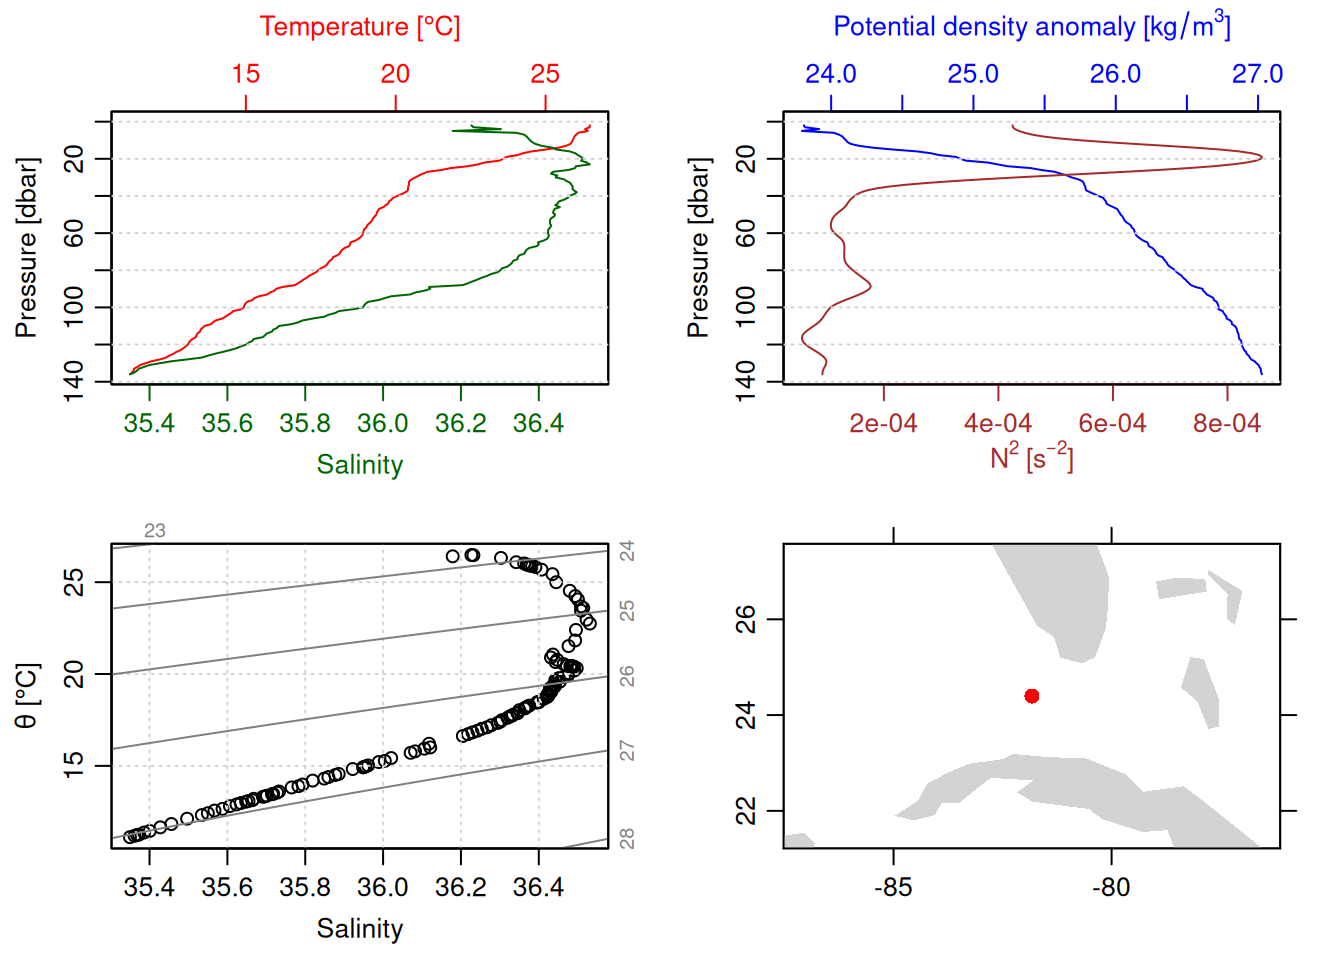 Temperature [°C]
15 20 25
Pressure [dbar]
20
60
100
140
35.4 35.6 35.8 36.0 36.2 36.4
Salinity
Potential density anomaly [kg/m³]
24.0 25.0 26.0 27.0
Pressure [dbar]
20
60
100
140
2e-04 4e-04 6e-04 8e-04
N² [s⁻²]
23
24
25
26
27
28
θ [°C]
25
20
15
35.4 35.6 35.8 36.0 36.2 36.4
Salinity
26
24
22
-85 -80